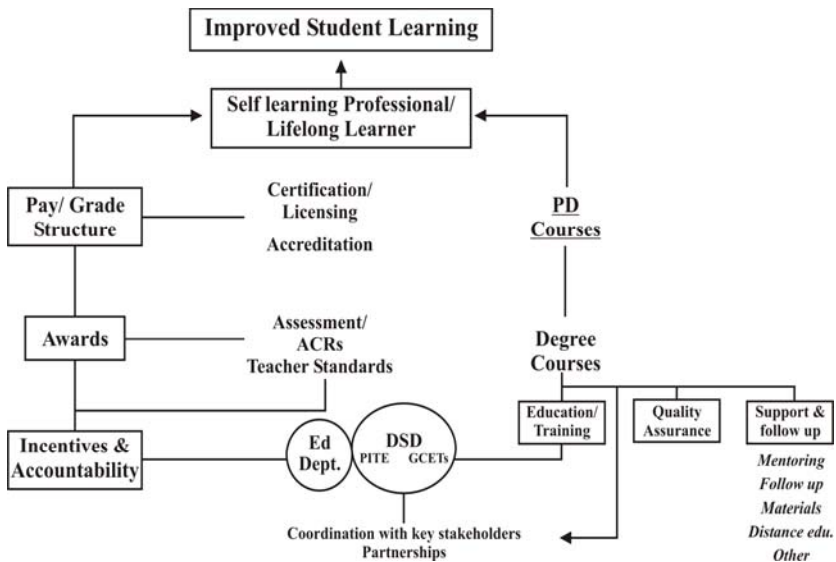 Improved Student Learning
Self learning Professional/
Lifelong Learner
Pay/ Grade
Structure
Certification/
Licensing
Accreditation
PD
Courses
Awards
Assessment/
ACRs
Teacher Standards
Degree
Courses
Education/
Training
Quality
Assurance
Support &
follow up
Incentives &
Accountability
Ed
Dept.
DSD
PITE GCETs
Mentoring
Follow up
Materials
Distance edu.
Other
Coordination with key stakeholders
Partnerships